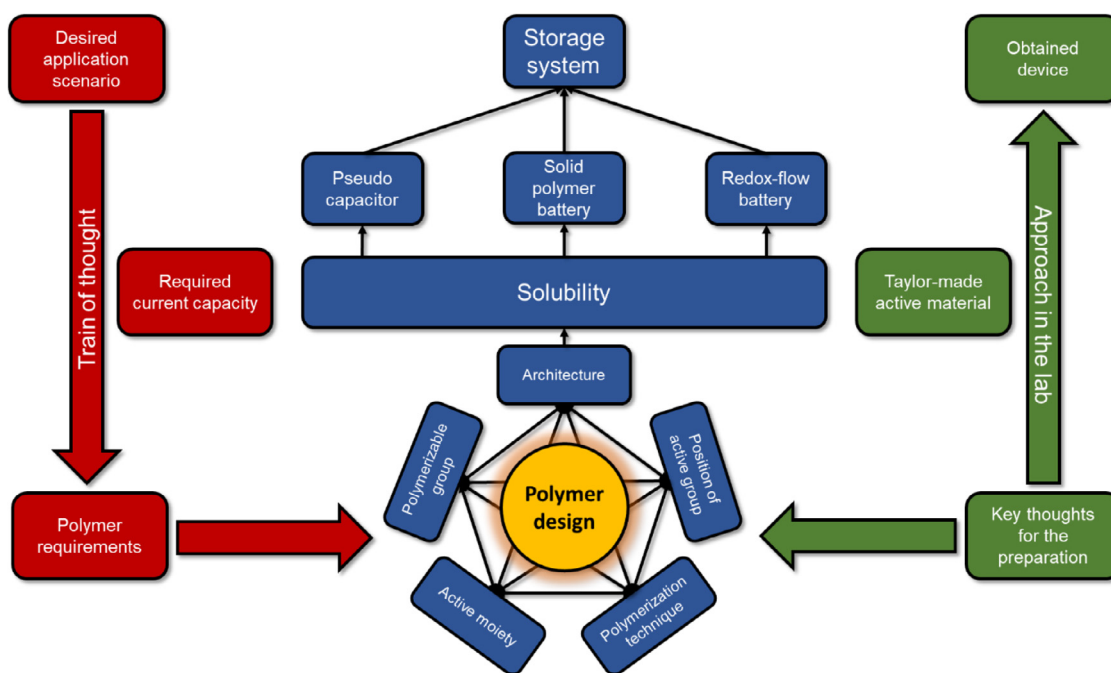 Desired
application
scenario
Train of thought
Required
current capacity
Polymer
requirements
Storage
system
Pseudo
capacitor
Solid
polymer
battery
Redox-flow
battery
Solubility
Architecture
Polymerizable
group
Position of
active group
Polymer
design
Active moiety
Polymerization
technique
Obtained
device
Approach in the lab
Taylor-made
active material
Key thoughts
for the
preparation